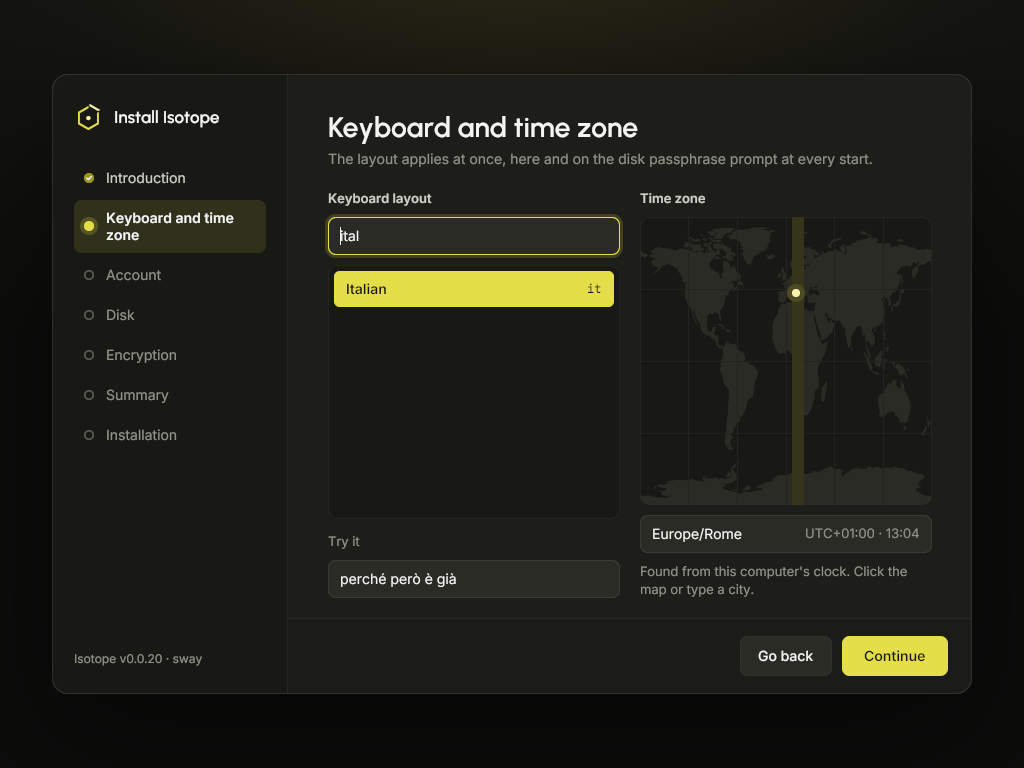 Install Isotope
Introduction
Keyboard and time
zone
Account
Disk
Encryption
Summary
Installation
Isotope v0.0.20 · sway
Keyboard and time zone
The layout applies at once, here and on the disk passphrase prompt at every start.
Keyboard layout
ital
Italian it
Try it
perché però è già
Time zone
Europe/Rome UTC+01:00 · 13:04
Found from this computer's clock. Click the
map or type a city.
Go back
Continue